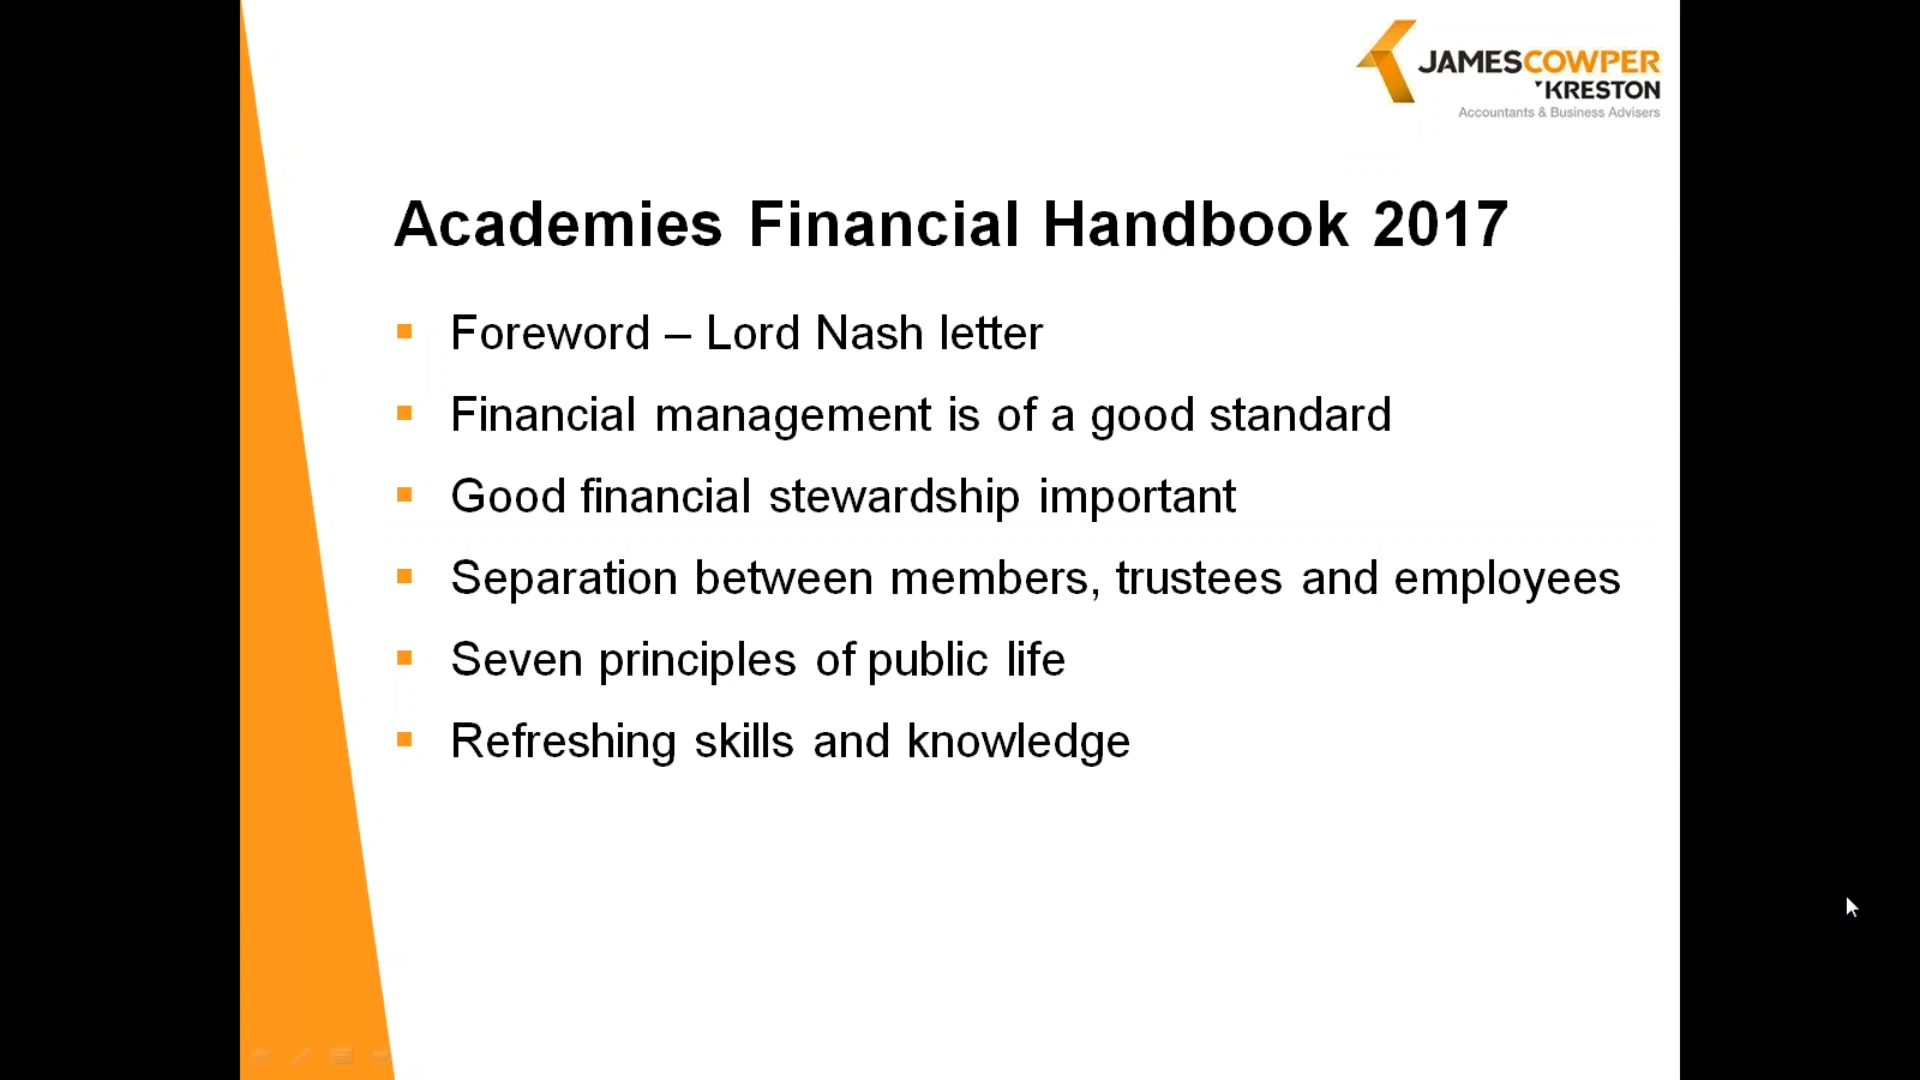 JAMESCOWPER
KRESTON
Accountants & Business Advisers
Academies Financial Handbook 2017
Foreword – Lord Nash letter
Financial management is of a good standard
Good financial stewardship important
Separation between members, trustees and employees
Seven principles of public life
Refreshing skills and knowledge